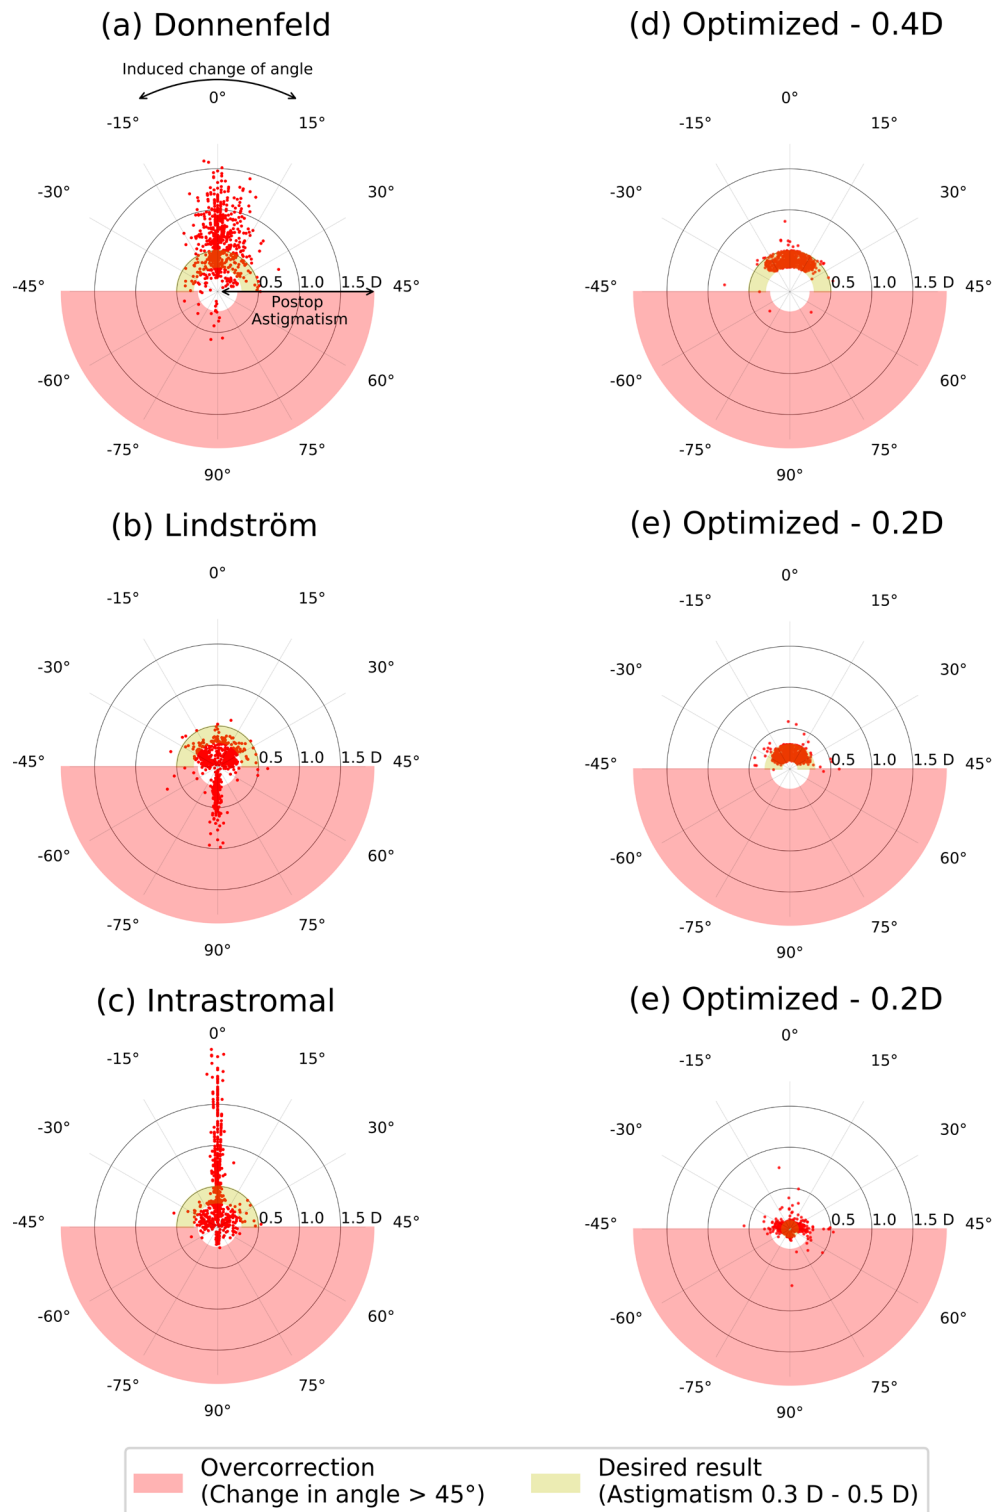 (a) Donnenfeld
Induced change of angle
0°
-15° 15°
-30° 30°
0.5 1.0 1.5 D
-45° 45°
Postop
Astigmatism
-60° 60°
-75° 75°
90°
(d) Optimized - 0.4D
0°
-15° 15°
-30° 30°
0.5 1.0 1.5 D
-45° 45°
-60° 60°
-75° 75°
90°
(b) Lindström
0°
-15° 15°
-30° 30°
0.5 1.0 1.5 D
-45° 45°
-60° 60°
-75° 75°
90°
(e) Optimized - 0.2D
0°
-15° 15°
-30° 30°
0.5 1.0 1.5 D
-45° 45°
-60° 60°
-75° 75°
90°
(c) Intrastromal
0°
-15° 15°
-30° 30°
0.5 1.0 1.5 D
-45° 45°
-60° 60°
-75° 75°
90°
(e) Optimized - 0.2D
0°
-15° 15°
-30° 30°
0.5 1.0 1.5 D
-45° 45°
-60° 60°
-75° 75°
90°
Overcorrection
(Change in angle > 45°)
Desired result
(Astigmatism 0.3 D - 0.5 D)